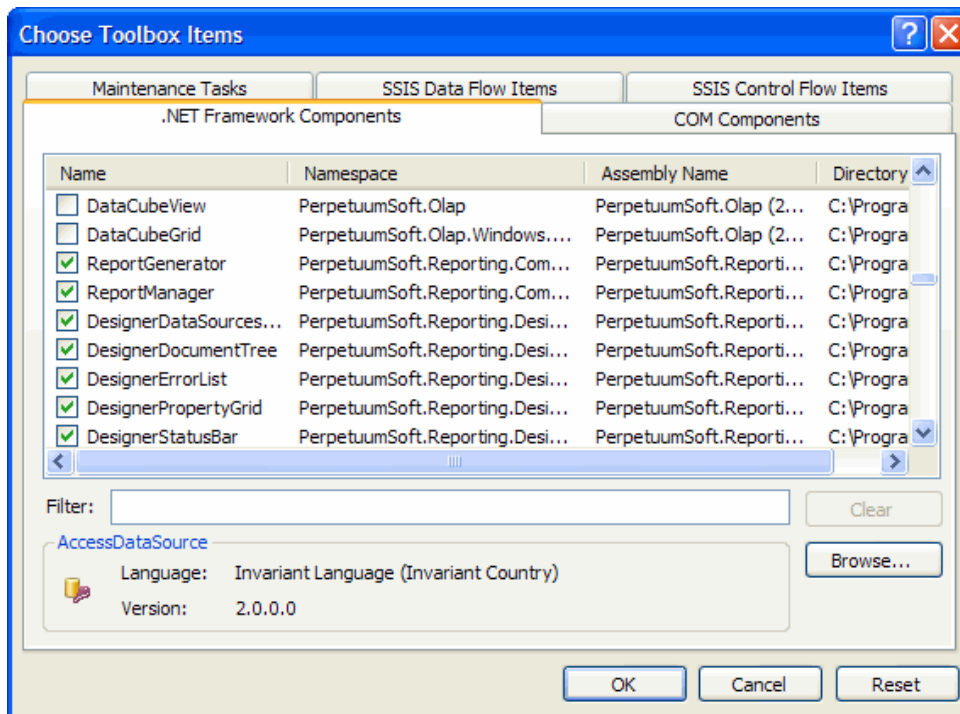 Choose Toolbox Items
Maintenance Tasks SSIS Data Flow Items SSIS Control Flow Items
.NET Framework Components COM Components
Name Namespace Assembly Name Directory
DataCubeView PerpetuumSoft.Olap PerpetuumSoft.Olap (2... C:\Progra
DataCubeGrid PerpetuumSoft.Olap.Windows.... PerpetuumSoft.Olap (2... C:\Progra
ReportGenerator PerpetuumSoft.Reporting.Com... PerpetuumSoft.Reporti... C:\Progra
ReportManager PerpetuumSoft.Reporting.Com... PerpetuumSoft.Reporti... C:\Progra
DesignerDataSources... PerpetuumSoft.Reporting.Desi... PerpetuumSoft.Reporti... C:\Progra
DesignerDocumentTree PerpetuumSoft.Reporting.Desi... PerpetuumSoft.Reporti... C:\Progra
DesignerErrorList PerpetuumSoft.Reporting.Desi... PerpetuumSoft.Reporti... C:\Progra
DesignerPropertyGrid PerpetuumSoft.Reporting.Desi... PerpetuumSoft.Reporti... C:\Progra
DesignerStatusBar PerpetuumSoft.Reporting.Desi... PerpetuumSoft.Reporti... C:\Progra
Filter: Clear
AccessDataSource
Browse...
Language: Invariant Language (Invariant Country)
Version: 2.0.0.0
OK Cancel Reset